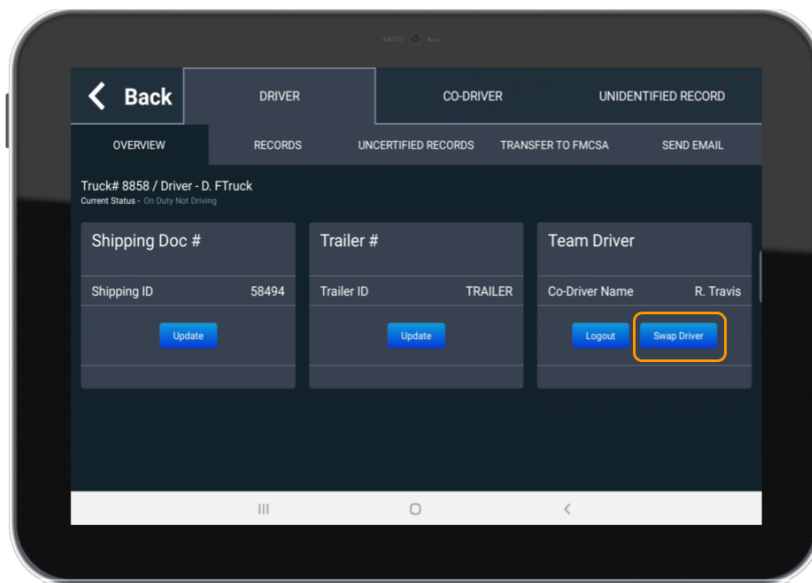 Back
DRIVER
CO-DRIVER
UNIDENTIFIED RECORD
OVERVIEW
RECORDS
UNCERTIFIED RECORDS
TRANSFER TO FMCSA
SEND EMAIL
Truck# 8858 / Driver - D. FTruck
Current Status - On Duty Not Driving
Shipping Doc #
Shipping ID 58494
Update
Trailer #
Trailer ID TRAILER
Update
Team Driver
Co-Driver Name R. Travis
Logout Swap Driver